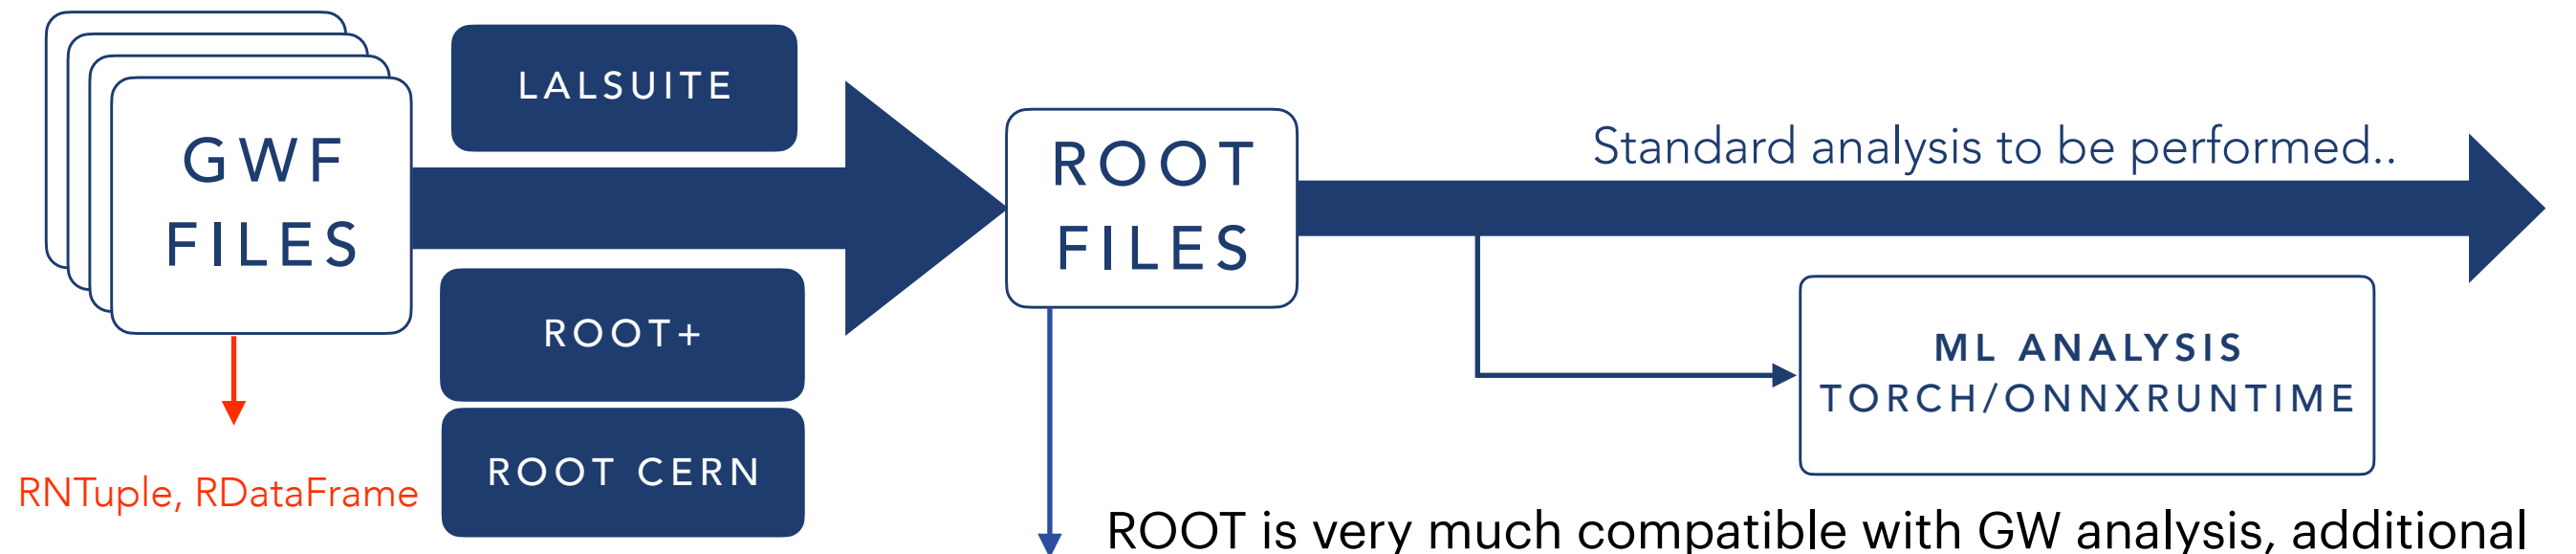 GWF
FILES
LALSUITE
ROOT+
ROOT CERN
RNTuple, RDataFrame
ROOT
FILES
Standard analysis to be performed..
ML ANALYSIS
TORCH/ONNXRUNTIME
ROOT is very much compatible with GW analysis, additional